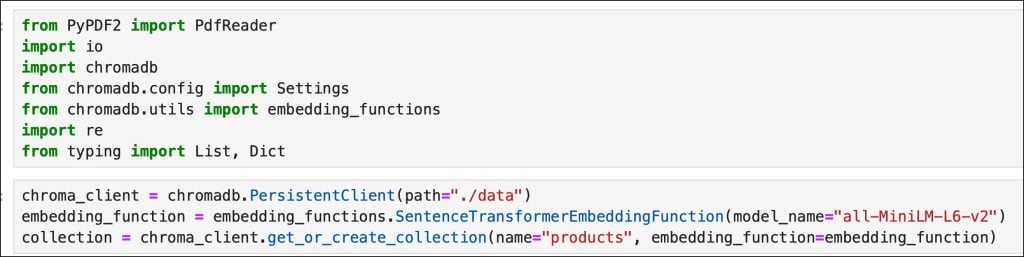 from PyPDF2 import PdfReader
import io
import chromadb
from chromadb.config import Settings
from chromadb.utils import embedding_functions
import re
from typing import List, Dict
chroma_client = chromadb.PersistentClient(path="./data")
embedding_function = embedding_functions.SentenceTransformerEmbeddingFunction(model_name="all-MiniLM-L6-v2")
collection = chroma_client.get_or_create_collection(name="products", embedding_function=embedding_function)